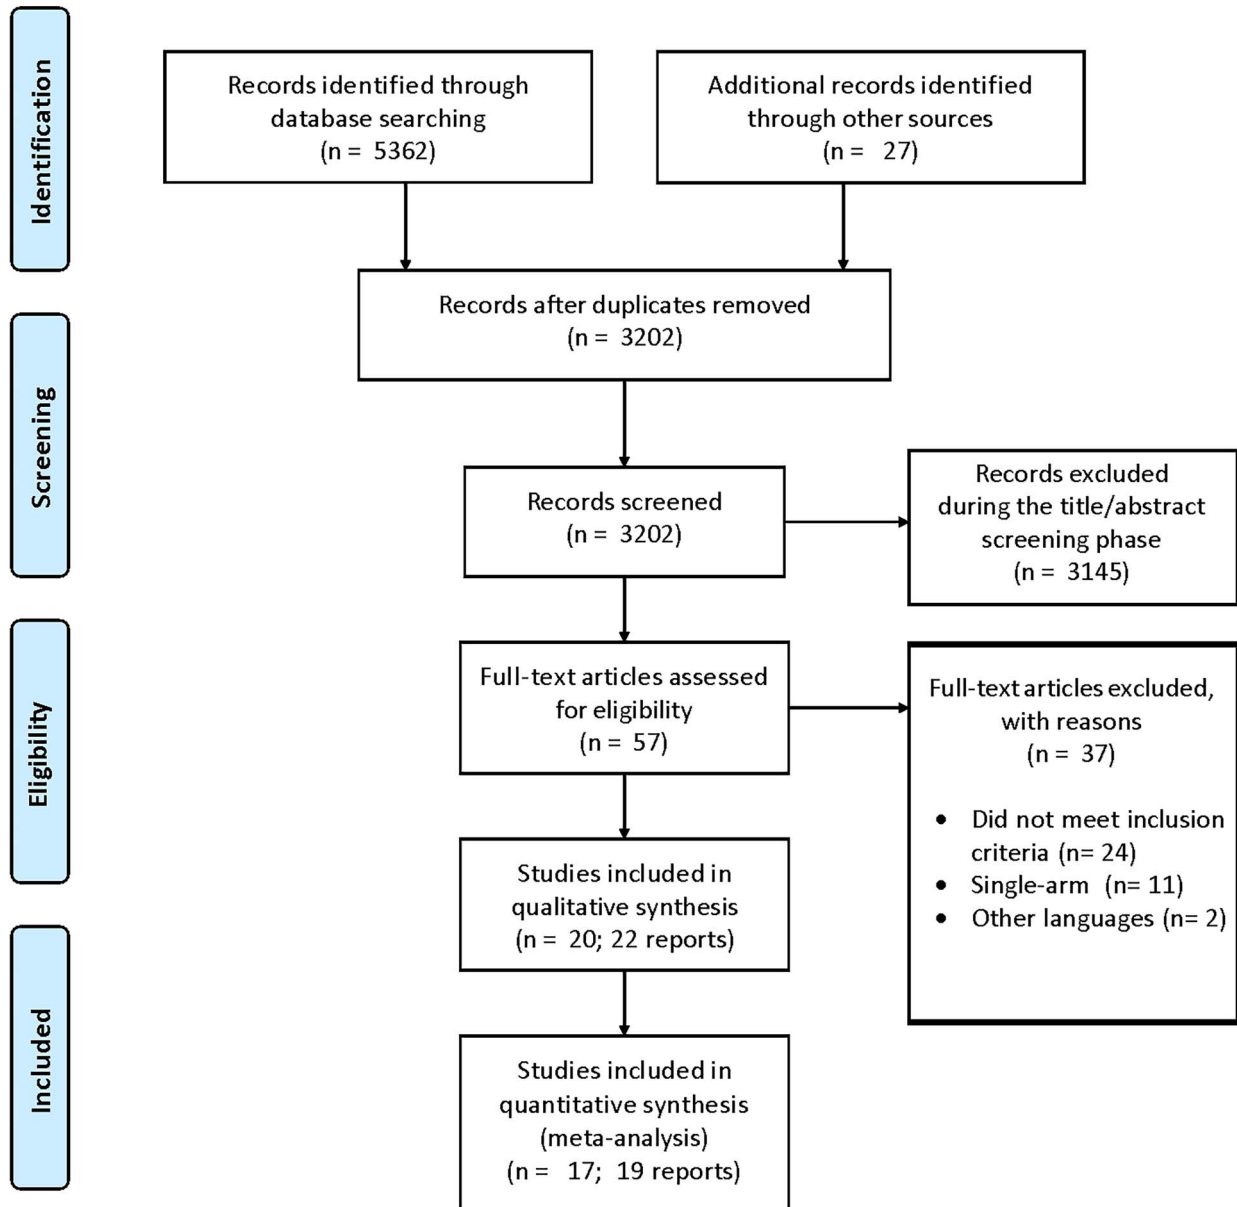 Identification
Records identified through
database searching
(n = 5362)
Additional records identified
through other sources
(n = 27)
Records after duplicates removed
(n = 3202)
Screening
Records screened
(n = 3202)
Records excluded
during the title/abstract
screening phase
(n = 3145)
Eligibility
Full-text articles assessed
for eligibility
(n = 57)
Full-text articles excluded,
with reasons
(n = 37)
• Did not meet inclusion
criteria (n= 24)
• Single-arm (n= 11)
• Other languages (n= 2)
Studies included in
qualitative synthesis
(n = 20; 22 reports)
Included
Studies included in
quantitative synthesis
(meta-analysis)
(n = 17; 19 reports)